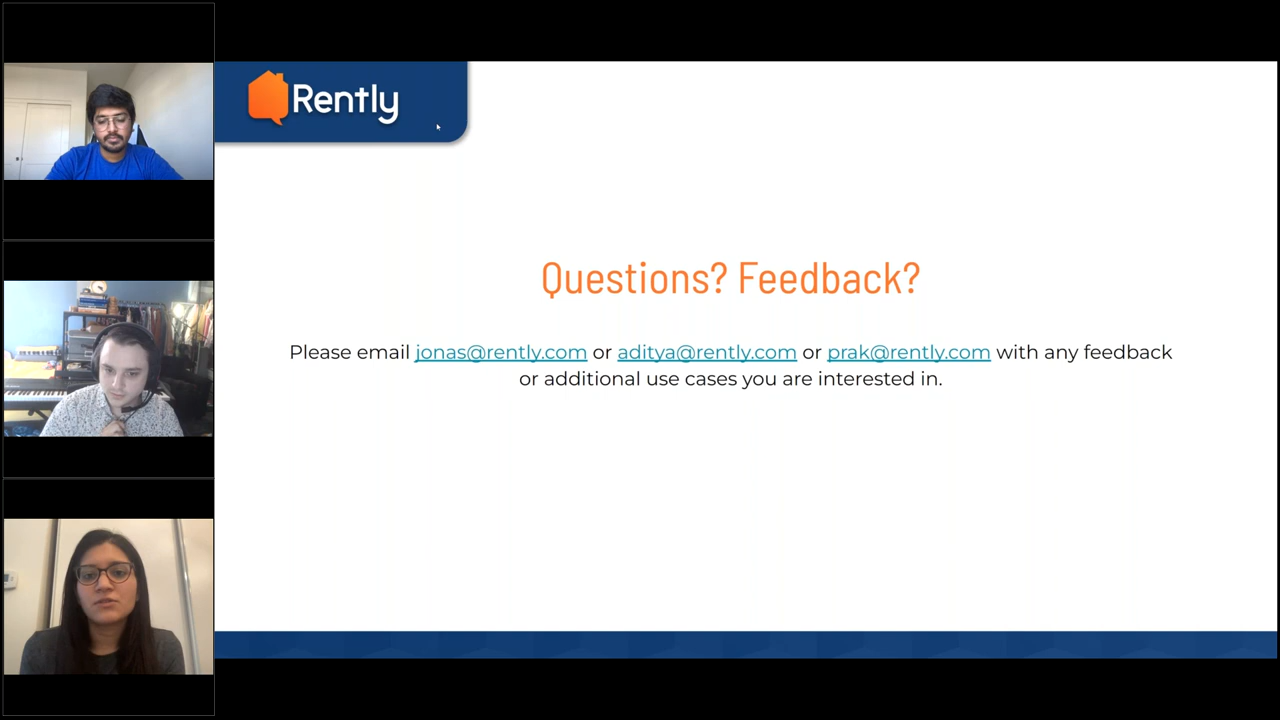 Rently
Questions? Feedback?
Please email jonas@rently.com or aditya@rently.com or prak@rently.com with any feedback
or additional use cases you are interested in.